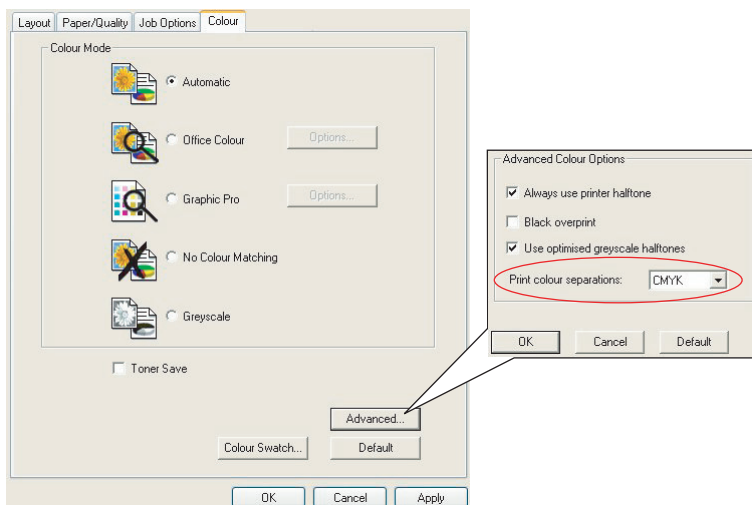 Layout Paper/Quality Job Options Colour
Colour Mode
Automatic
Office Colour Options...
Graphic Pro Options...
No Colour Matching
Greyscale
Toner Save
Advanced...
Colour Swatch... Default
OK Cancel Apply
Advanced Colour Options
Always use printer halftone
Black overprint
Use optimised greyscale halftones
Print colour separations: CMYK
OK Cancel Default